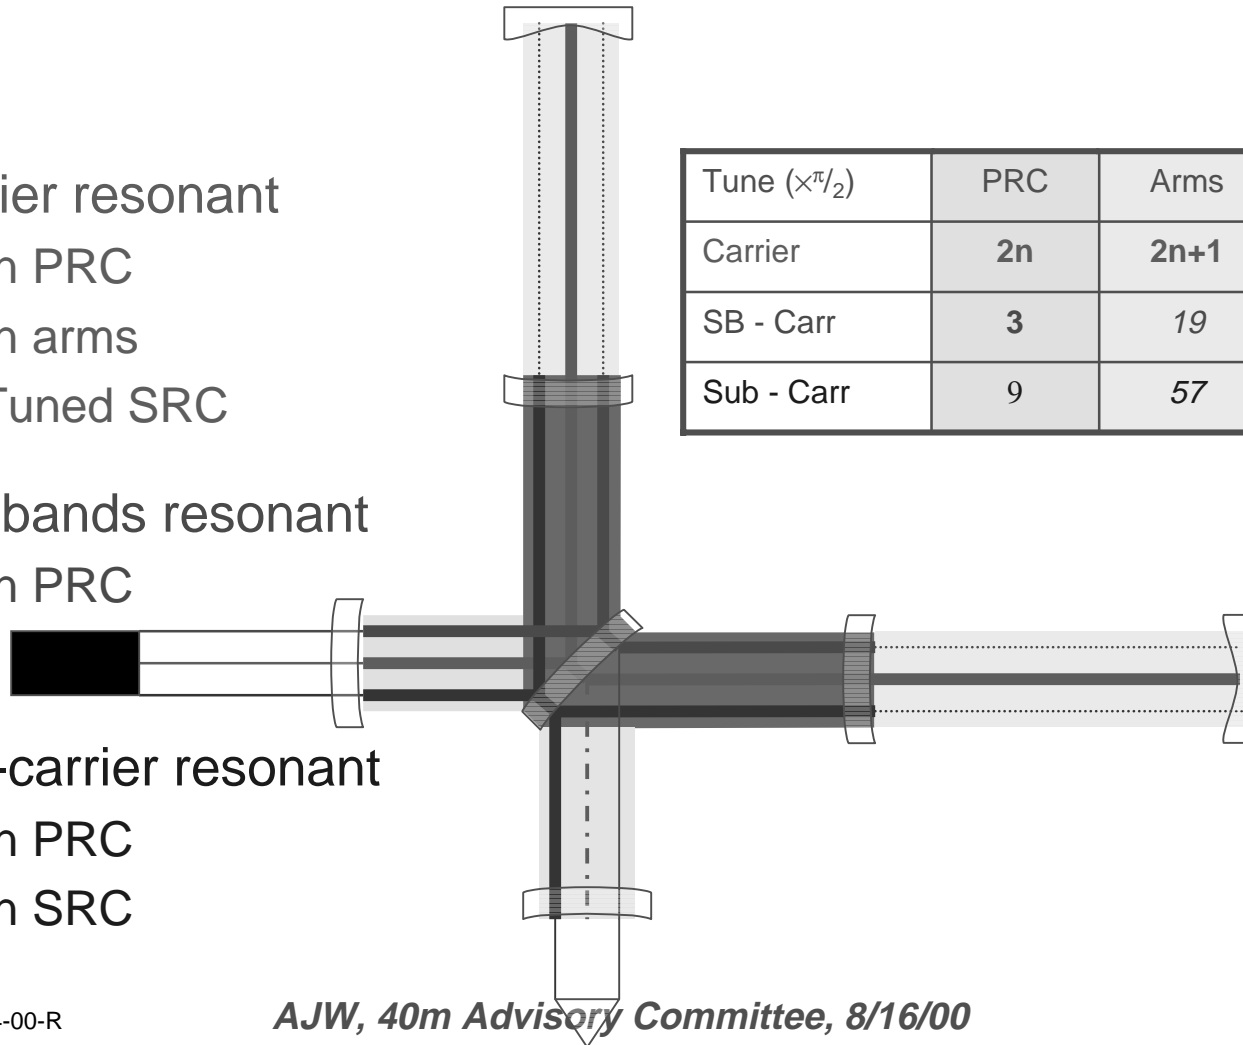 ier resonant
n PRC
n arms
Tuned SRC
bands resonant
n PRC
-carrier resonant
n PRC
n SRC
Tune (×π/2) PRC Arms
Carrier 2n 2n+1
SB - Carr 3 19
Sub - Carr 9 57
-00-R
AJW, 40m Advisory Committee, 8/16/00